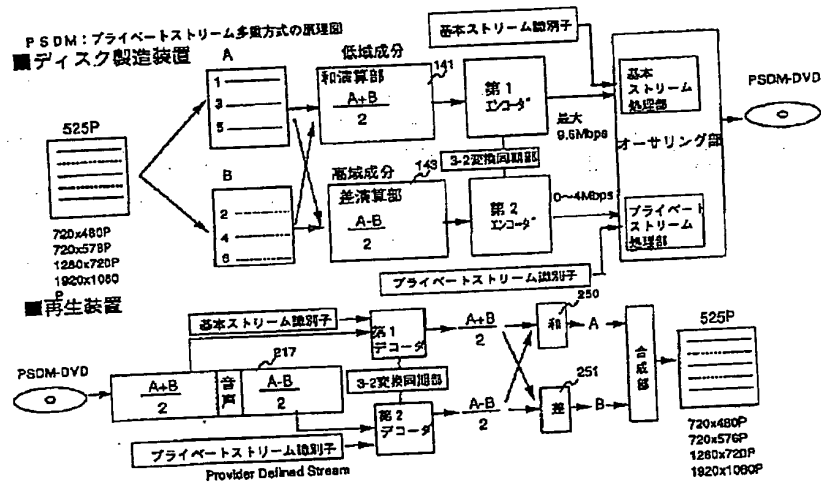 PSDM:プライベートストリーム多重方式の原理図
■ディスク製造装置
525P
720x480P
720x578P
1280x720P
1920x1080
P
A
1
3
5
B
2
4
6
低域成分
和演算部
A+B
2
141
高域成分
差演算部
A-B
2
143
第1
エンコーダ
3-2変換同期部
第2
エンコーダ
基本ストリーム識別子
最大
9.6Mbps
0~4Mbps
プライベートストリーム識別子
基本
ストリーム
処理部
オーサリング部
プライベート
ストリーム
処理部
PSDM-DVD
■再生装置
PSDM-DVD
基本ストリーム識別子
217
A+B
2
音声
A-B
2
プライベートストリーム識別子
Provider Defined Stream
第1
デコーダ
3-2変換同期部
第2
デコーダ
A+B
2
A-B
2
250
和
A
251
差
B
合成部
525P
720x480P
720x576P
1280x720P
1920x1080P